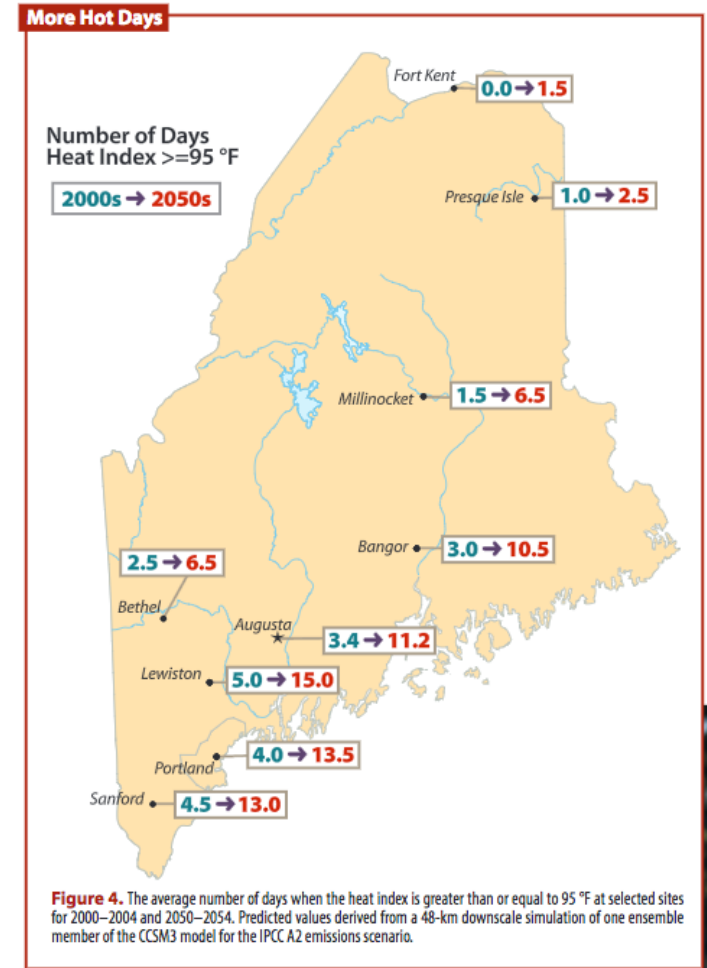 More Hot Days
Number of Days
Heat Index >=95 °F
2000s → 2050s
Fort Kent
0.0 → 1.5
Presque Isle
1.0 → 2.5
Millinocket
1.5 → 6.5
Bangor
3.0 → 10.5
2.5 → 6.5
Bethel
Augusta
3.4 → 11.2
Lewiston
5.0 → 15.0
Portland
4.0 → 13.5
Sanford
4.5 → 13.0
Figure 4. The average number of days when the heat index is greater than or equal to 95 °F at selected sites
for 2000–2004 and 2050–2054. Predicted values derived from a 48-km downscale simulation of one ensemble
member of the CCSM3 model for the IPCC A2 emissions scenario.